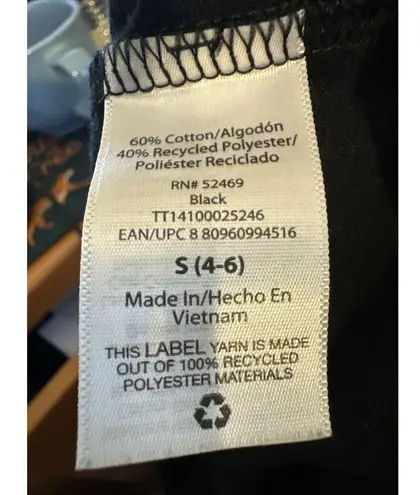 60% Cotton/Algodón
40% Recycled Polyester/
Poliéster Reciclado
RN# 52469
Black
TT14100025246
EAN/UPC 8 80960994516
S (4-6)
Made In/Hecho En
Vietnam
THIS LABEL YARN IS MADE
OUT OF 100% RECYCLED
POLYESTER MATERIALS